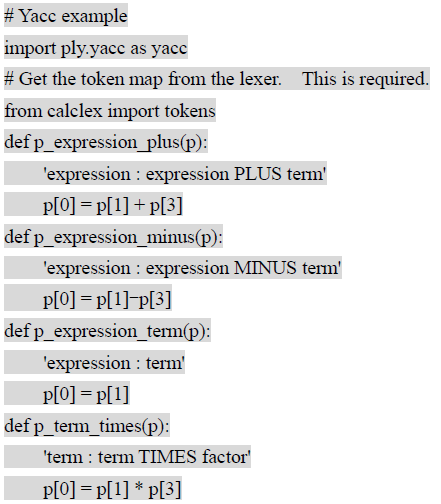 # Yacc example
import ply.yacc as yacc
# Get the token map from the lexer.    This is required.
from calclex import tokens
def p_expression_plus(p):
'expression : expression PLUS term'
p[0] = p[1] + p[3]
def p_expression_minus(p):
'expression : expression MINUS term'
p[0] = p[1]−p[3]
def p_expression_term(p):
'expression : term'
p[0] = p[1]
def p_term_times(p):
'term : term TIMES factor'
p[0] = p[1] * p[3]